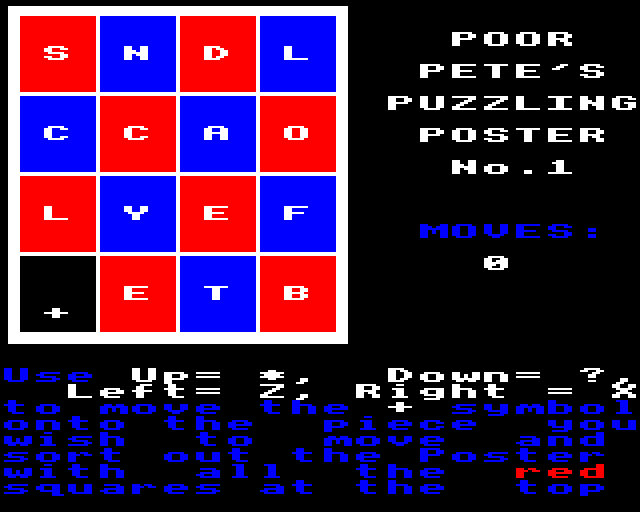 S N D L
C C A O
L Y E F
+ E T B
POOR
PETE'S
PUZZLING
POSTER
No.1
MOVES:
0
Use Up= *, Down= ?,
Left= Z, Right = X
to move the + symbol
onto the piece you
wish to move and
sort out the Poster
with all the red
squares at the top